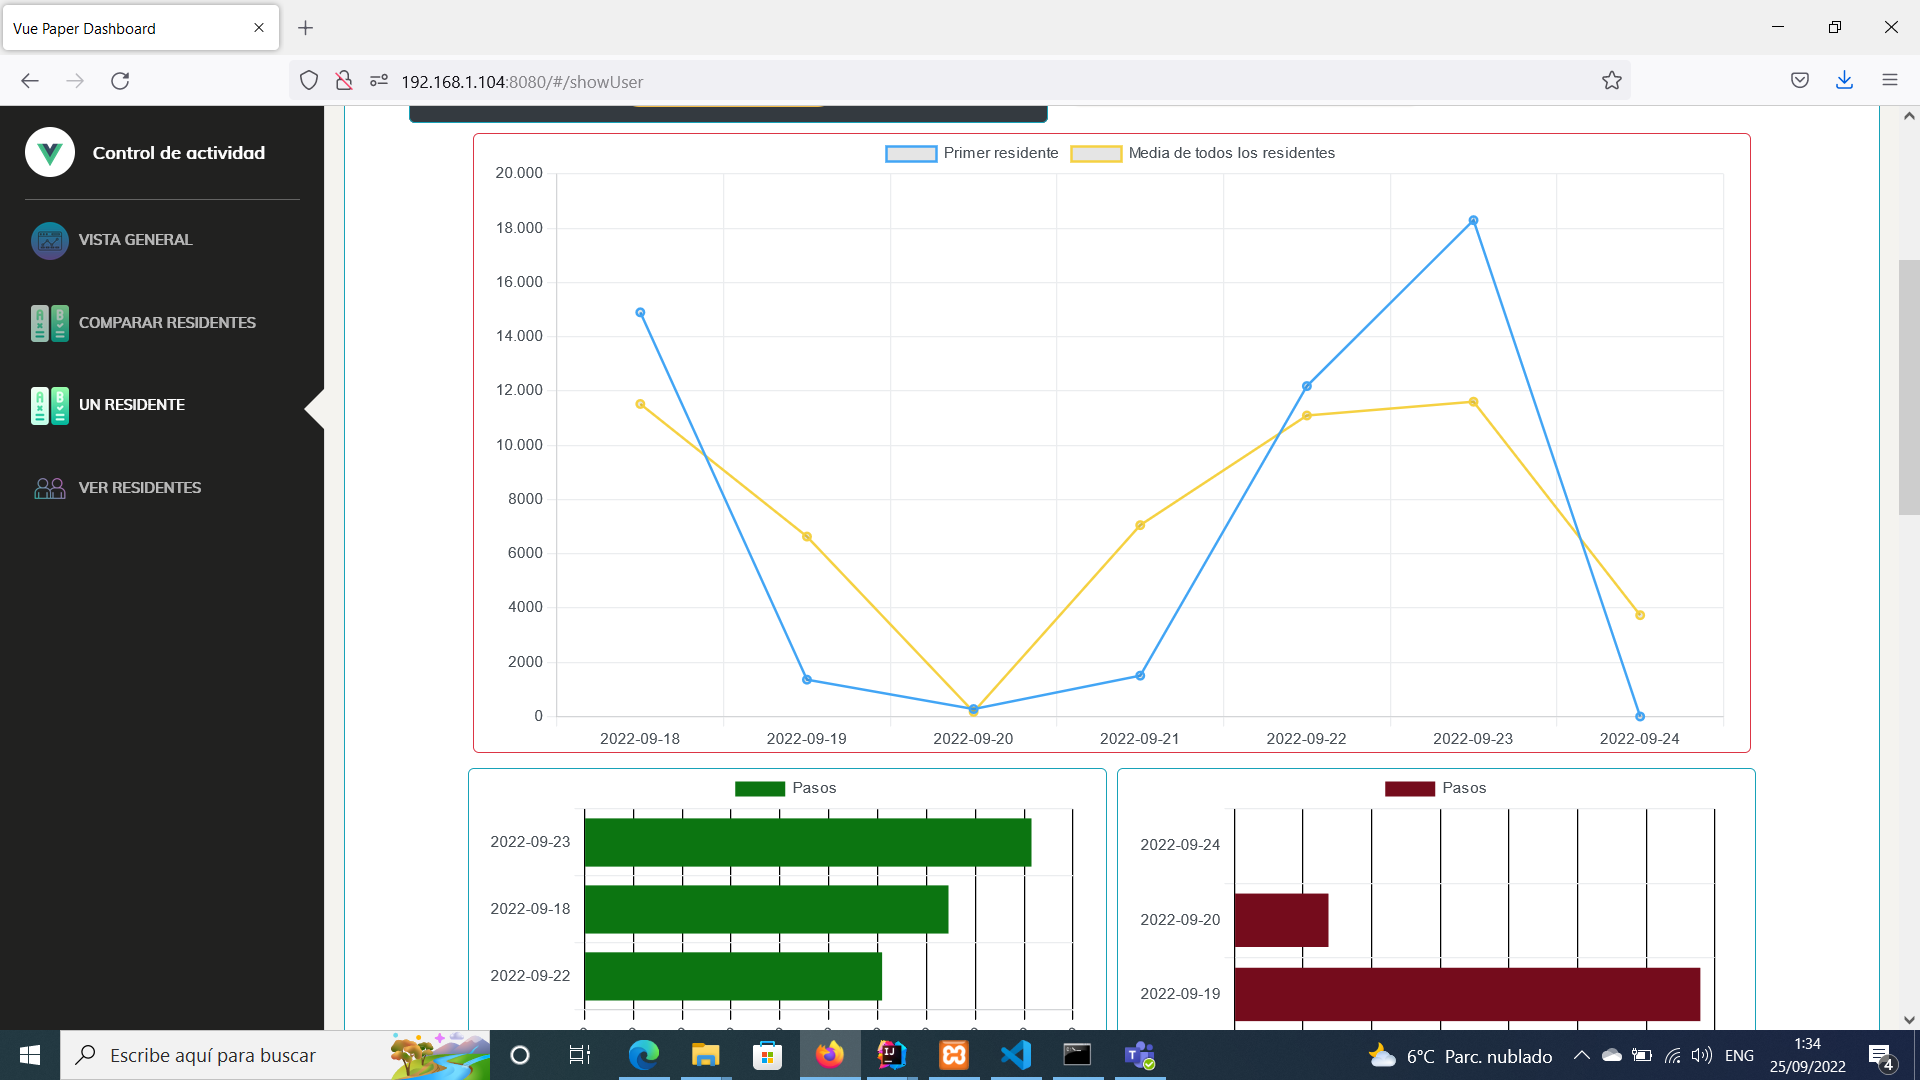 Vue Paper Dashboard
192.168.1.104:8080/#/showUser
Control de actividad
VISTA GENERAL
COMPARAR RESIDENTES
UN RESIDENTE
VER RESIDENTES
Primer residente
Media de todos los residentes
20.000
18.000
16.000
14.000
12.000
10.000
8000
6000
4000
2000
0
2022-09-18 2022-09-19 2022-09-20 2022-09-21 2022-09-22 2022-09-23 2022-09-24
Pasos
2022-09-23
2022-09-18
2022-09-22
Pasos
2022-09-24
2022-09-20
2022-09-19
Escribe aquí para buscar
6°C Parc. nublado
ENG
1:34
25/09/2022
4